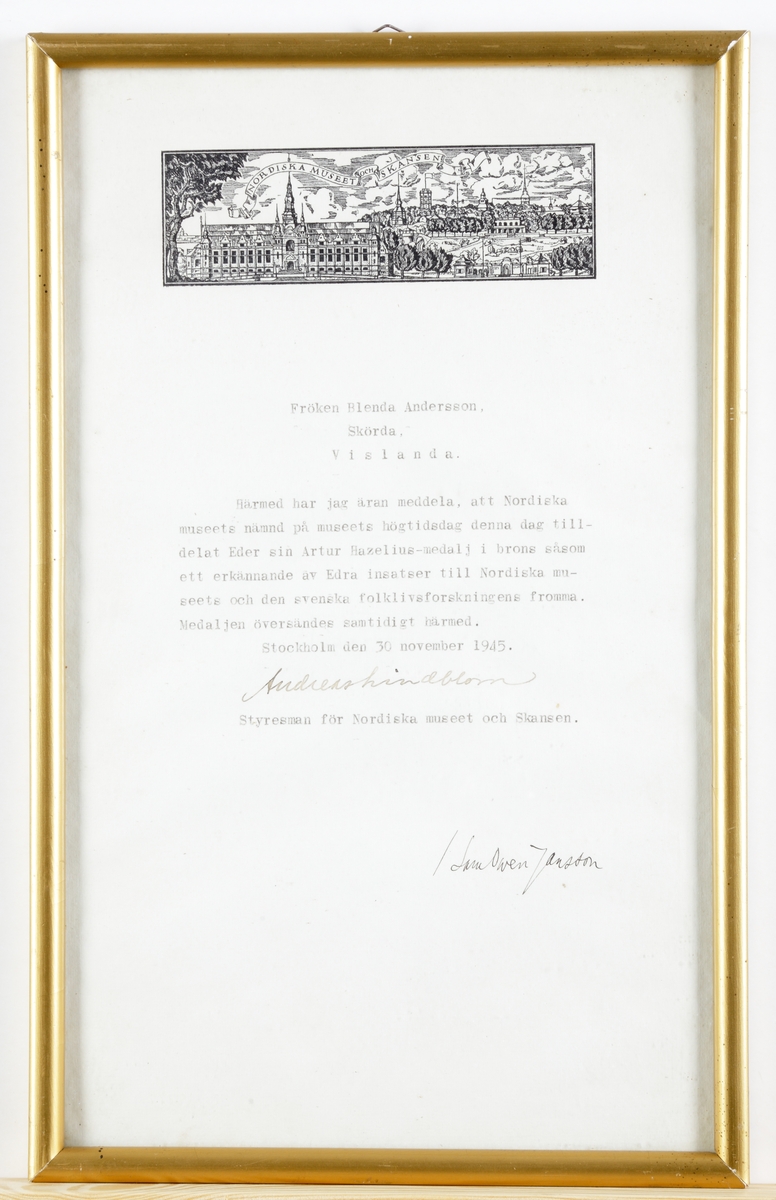 NORDISKA MUSEET OCH SKANSEN
Fröken Blenda Andersson,
Skörda,
Vislanda.
Härmed har jag äran meddela, att Nordiska
museets nämnd på museets högtidsdag denna dag till-
delat Eder sin Artur Hazelius-medalj i brons såsom
ett erkännande av Edra insatser till Nordiska mu-
seets och den svenska folklivsforskningens fromma.
Medaljen översändes samtidigt härmed.
Stockholm den 30 november 1945.
Andreas Lindblom
Styresman för Nordiska museet och Skansen.
/ Sam Owen Jansson